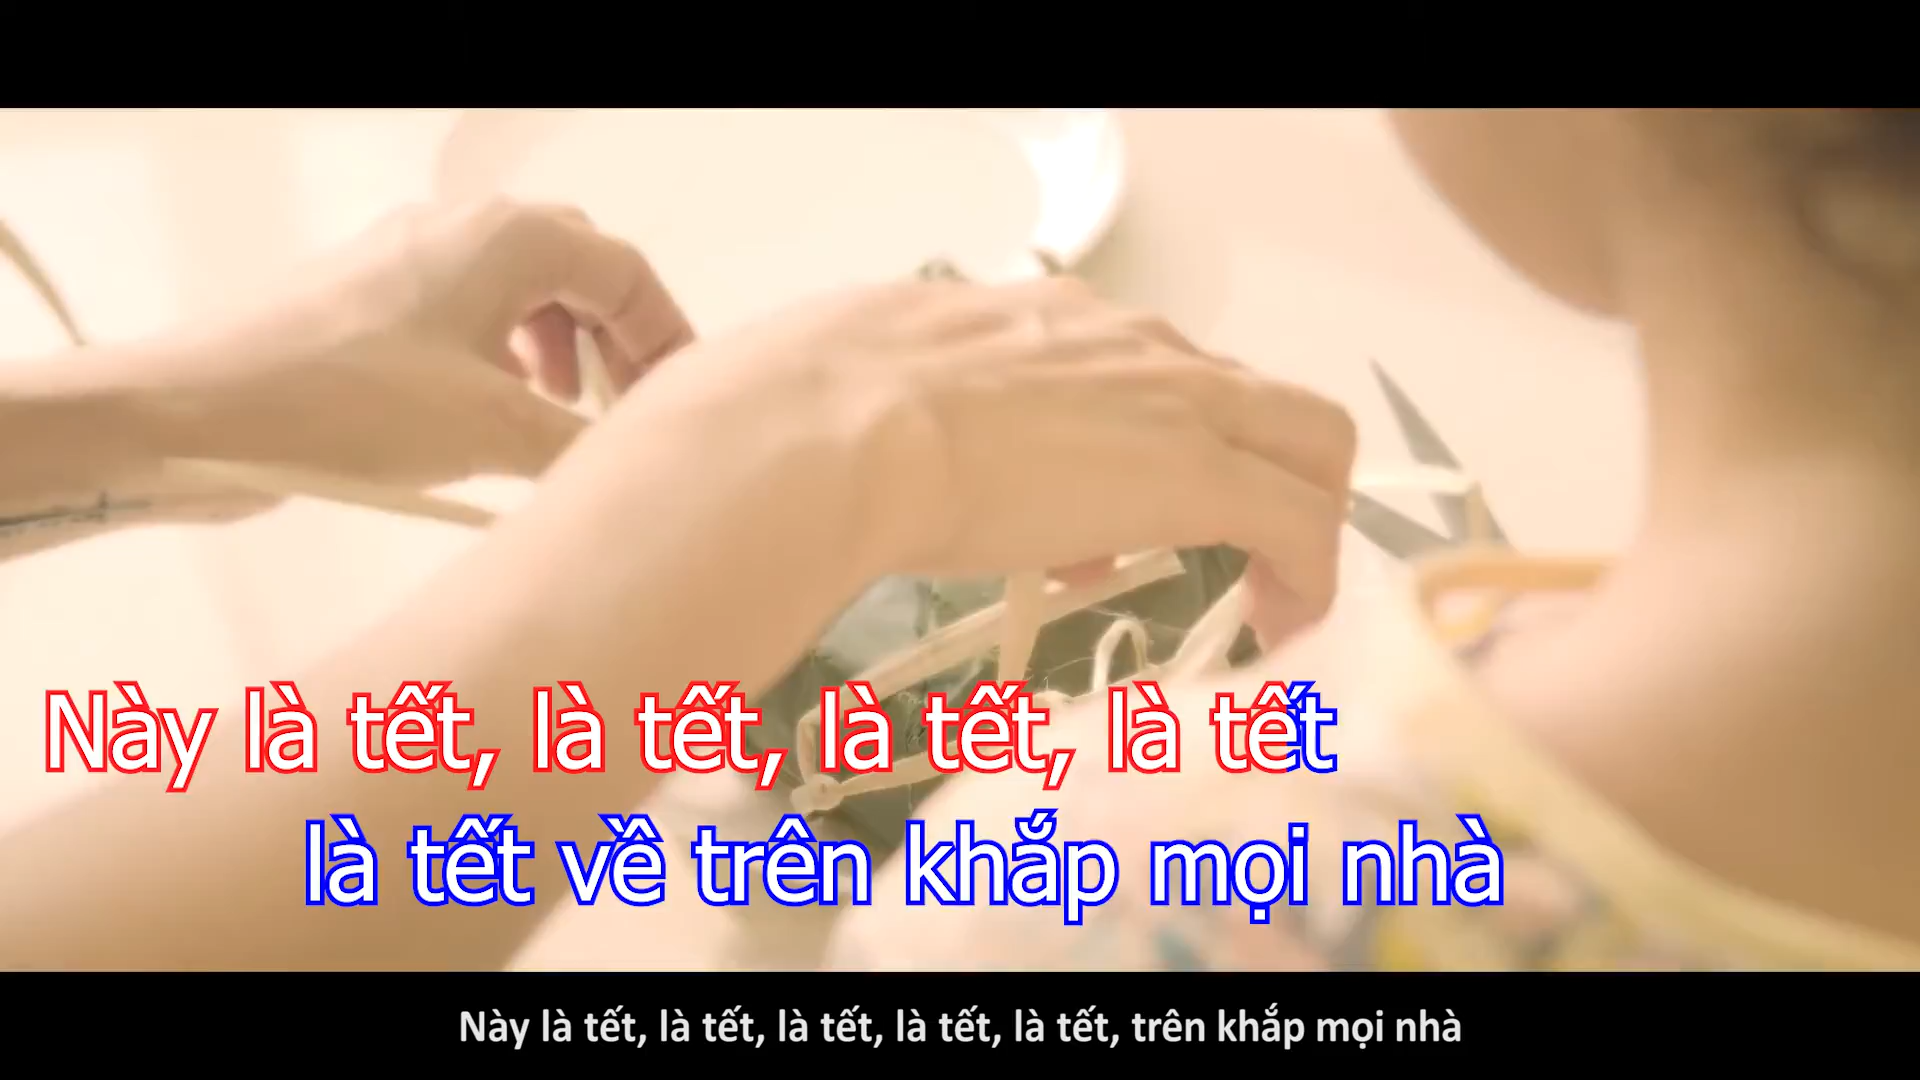 Này là tết, là tết, là tết, là tết
là tết về trên khắp mọi nhà
Này là tết, là tết, là tết, là tết, là tết, trên khắp mọi nhà